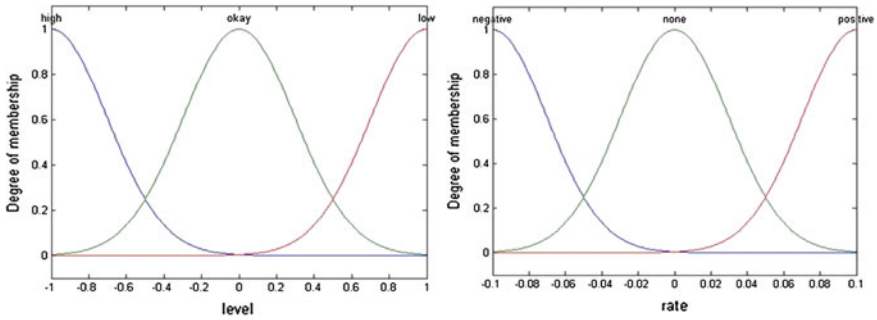 high okay low
1
0.8
0.6
0.4
0.2
0
Degree of membership
-1 -0.8 -0.6 -0.4 -0.2 0 0.2 0.4 0.6 0.8 1
level
negative none positive
1
0.8
0.6
0.4
0.2
0
Degree of membership
-0.1 -0.08 -0.06 -0.04 -0.02 0 0.02 0.04 0.06 0.08 0.1
rate